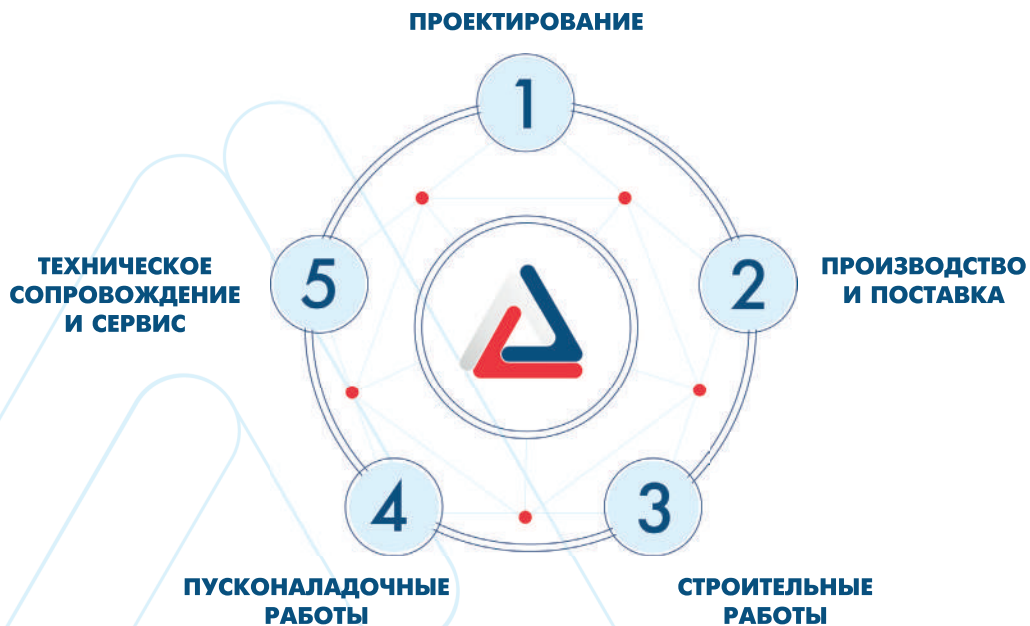 ПРОЕКТИРОВАНИЕ
1
2
ПРОИЗВОДСТВО
И ПОСТАВКА
3
СТРОИТЕЛЬНЫЕ
РАБОТЫ
4
ПУСКОНАЛАДОЧНЫЕ
РАБОТЫ
5
ТЕХНИЧЕСКОЕ
СОПРОВОЖДЕНИЕ
И СЕРВИС